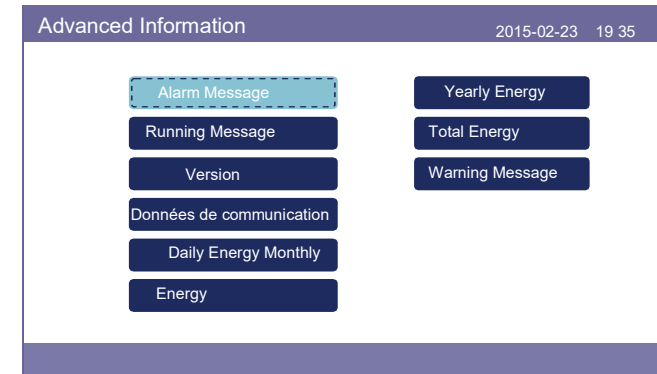 Advanced Information
2015-02-23 19 35
Alarm Message
Running Message
Version
Données de communication
Daily Energy Monthly
Energy
Yearly Energy
Total Energy
Warning Message